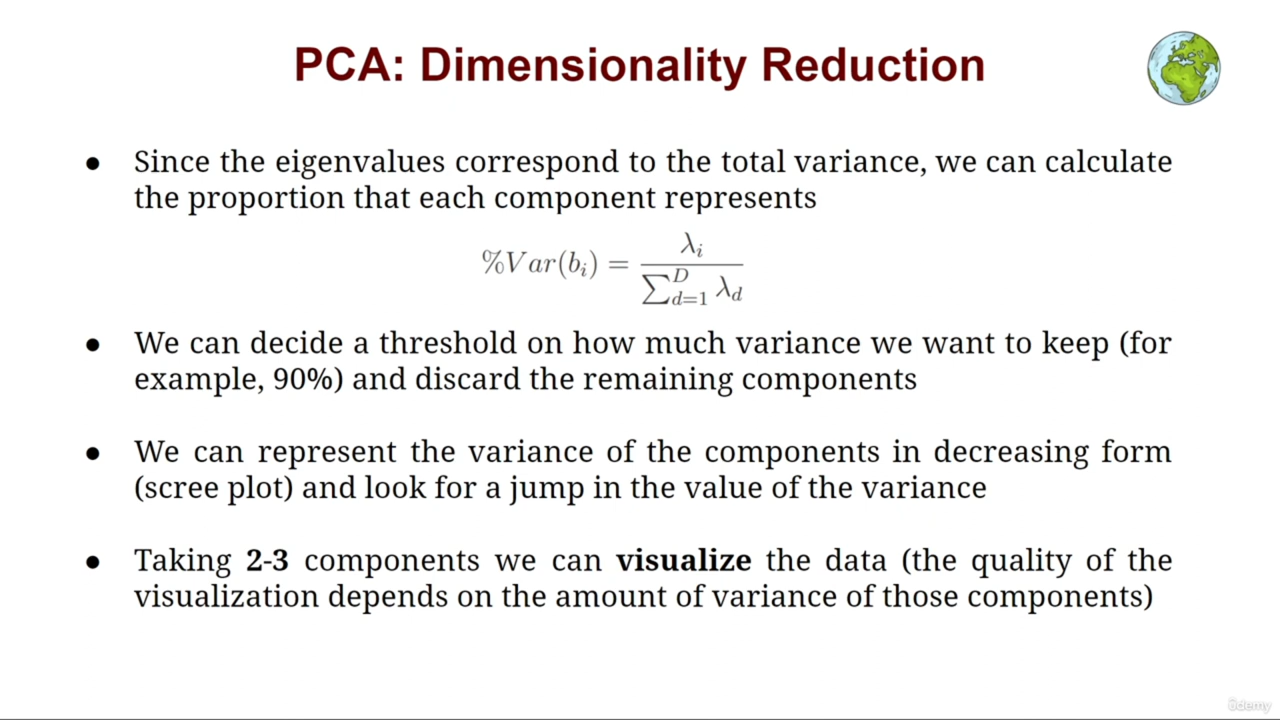 PCA: Dimensionality Reduction
● Since the eigenvalues correspond to the total variance, we can calculate
the proportion that each component represents
%Var(b_i) = λ_i / ∑_{d=1}^{D} λ_d
● We can decide a threshold on how much variance we want to keep (for
example, 90%) and discard the remaining components
● We can represent the variance of the components in decreasing form
(scree plot) and look for a jump in the value of the variance
● Taking 2-3 components we can visualize the data (the quality of the
visualization depends on the amount of variance of those components)
ûdemy